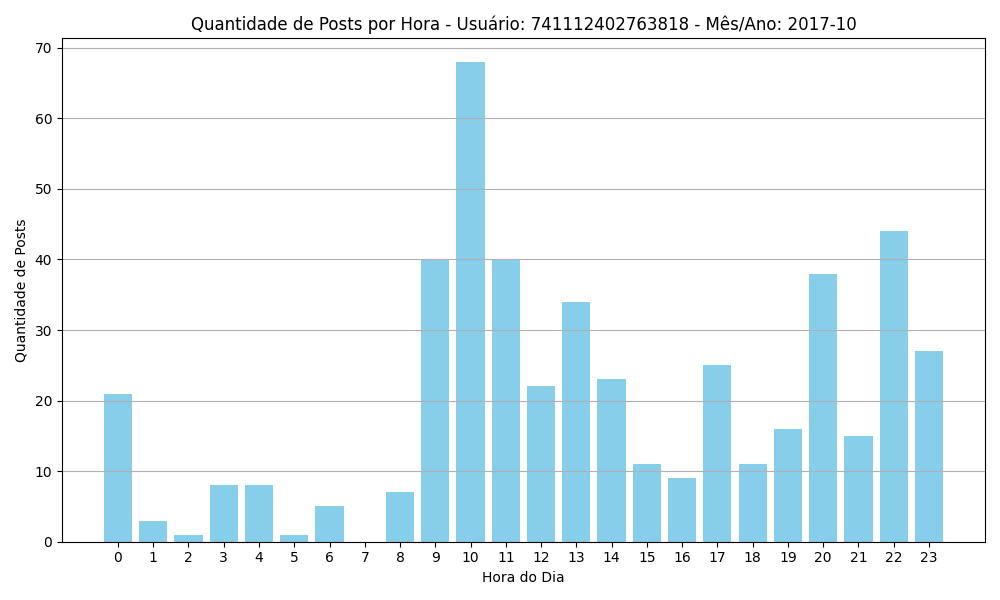 Quantidade de Posts por Hora - Usuário: 741112402763818 - Mês/Ano: 2017-10
70
60
50
40
30
20
10
0
Quantidade de Posts
0 1 2 3 4 5 6 7 8 9 10 11 12 13 14 15 16 17 18 19 20 21 22 23
Hora do Dia